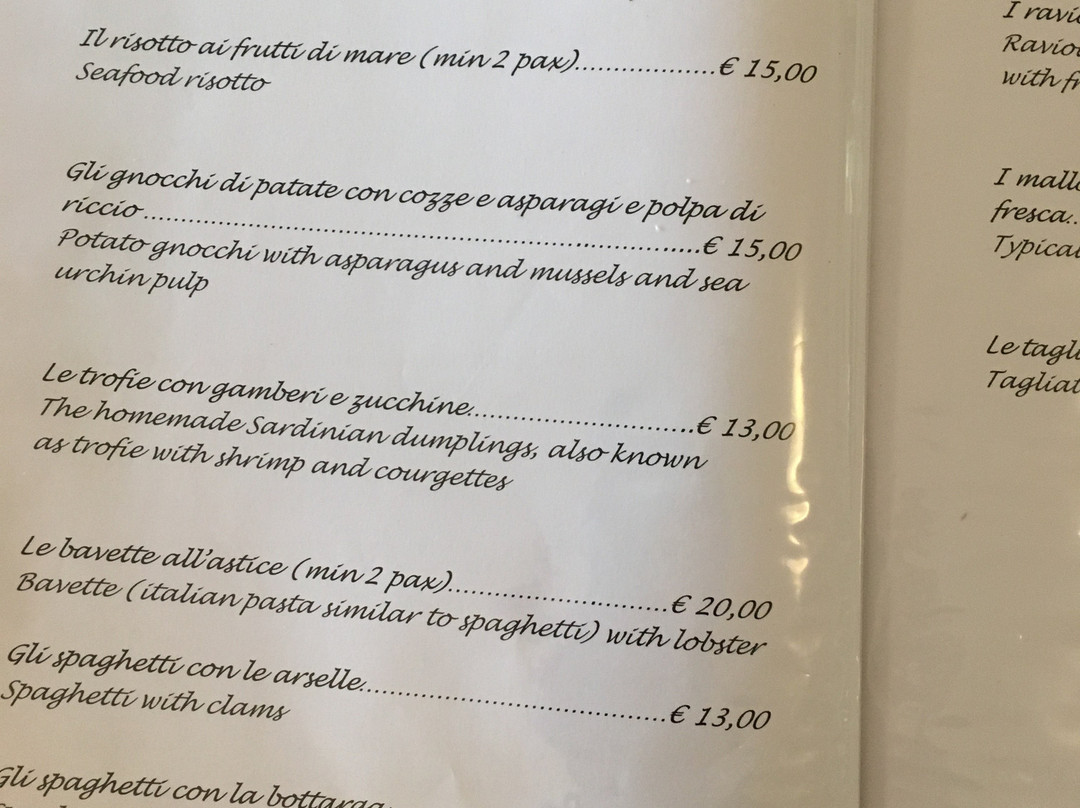 Il risotto ai frutti di mare (min 2 pax)..................€ 15,00
Seafood risotto
Gli gnocchi di patate con cozze e asparagi e polpa di
riccio..........................................................................€ 15,00
Potato gnocchi with asparagus and mussels and sea
urchin pulp
Le trofie con gamberi e zucchine.............................€ 13,00
The homemade Sardinian dumplings, also known
as trofie with shrimp and courgettes
Le bavette all'astice (min 2 pax)............................€ 20,00
Bavette (italian pasta similar to spaghetti) with lobster
Gli spaghetti con le arselle.......................................€ 13,00
Spaghetti with clams
Gli spaghetti con la bottarga
I
with
I
fresca..
Le